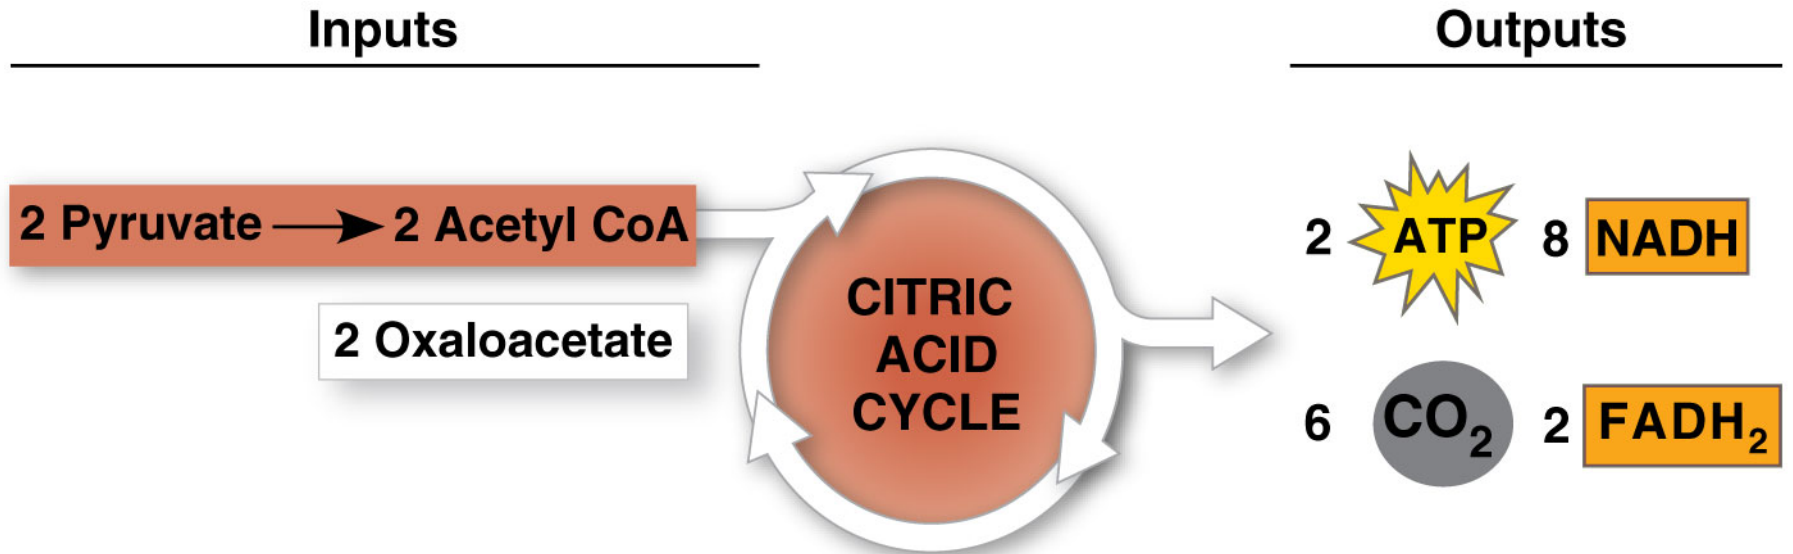 Inputs
Outputs
2 Pyruvate 2 Acetyl CoA
2 Oxaloacetate
CITRIC
ACID
CYCLE
2 ATP 8 NADH
6 CO2 2 FADH2